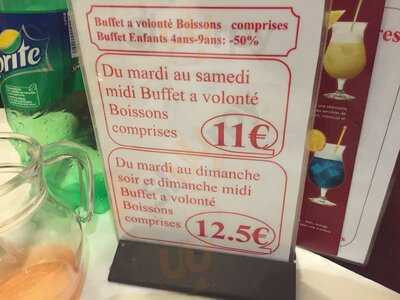 Buffet a volonté Boissons comprises
Buffet Enfants 4ans-9ans: -50%
Du mardi au samedi
midi Buffet a volonté
Boissons
comprises 11€
Du mardi au dimanche
soir et dimanche midi
Buffet a volonté
Boissons
comprises 12.5€
Sprite
res